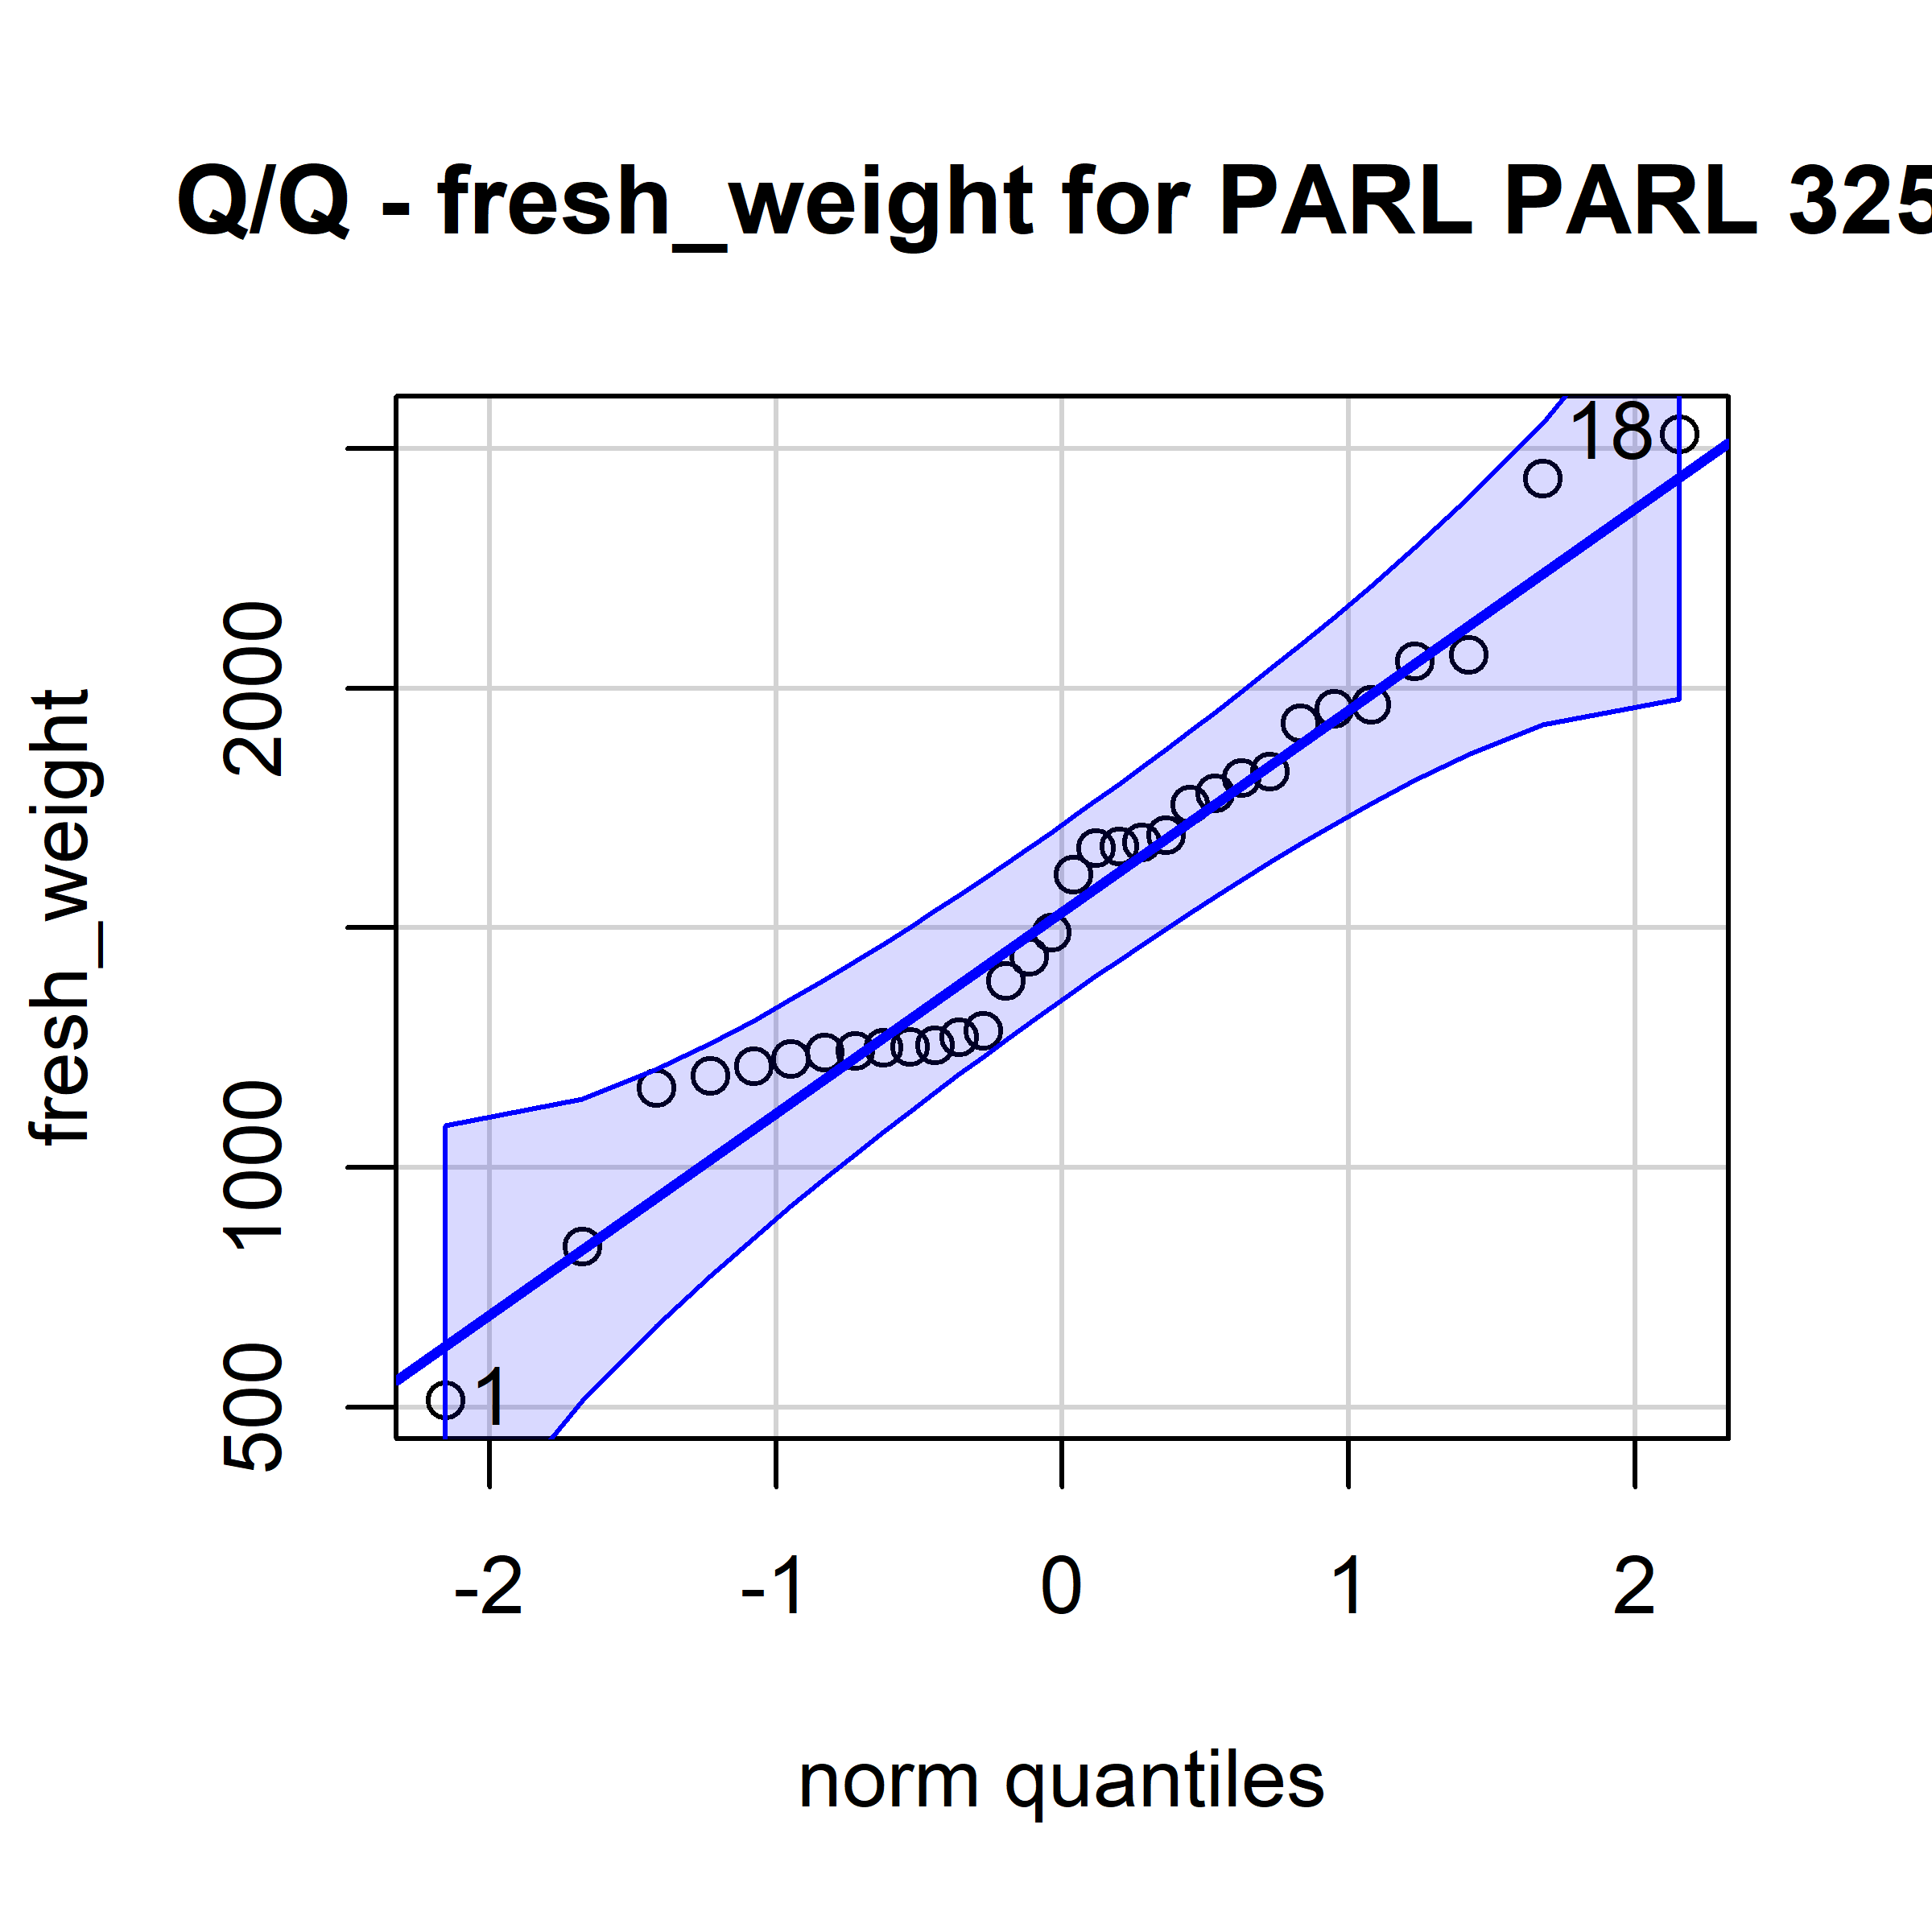 Q/Q - fresh_weight for PARL PARL 325
18
2000
1000
500
fresh_weight
1
-2 -1 0 1 2
norm quantiles